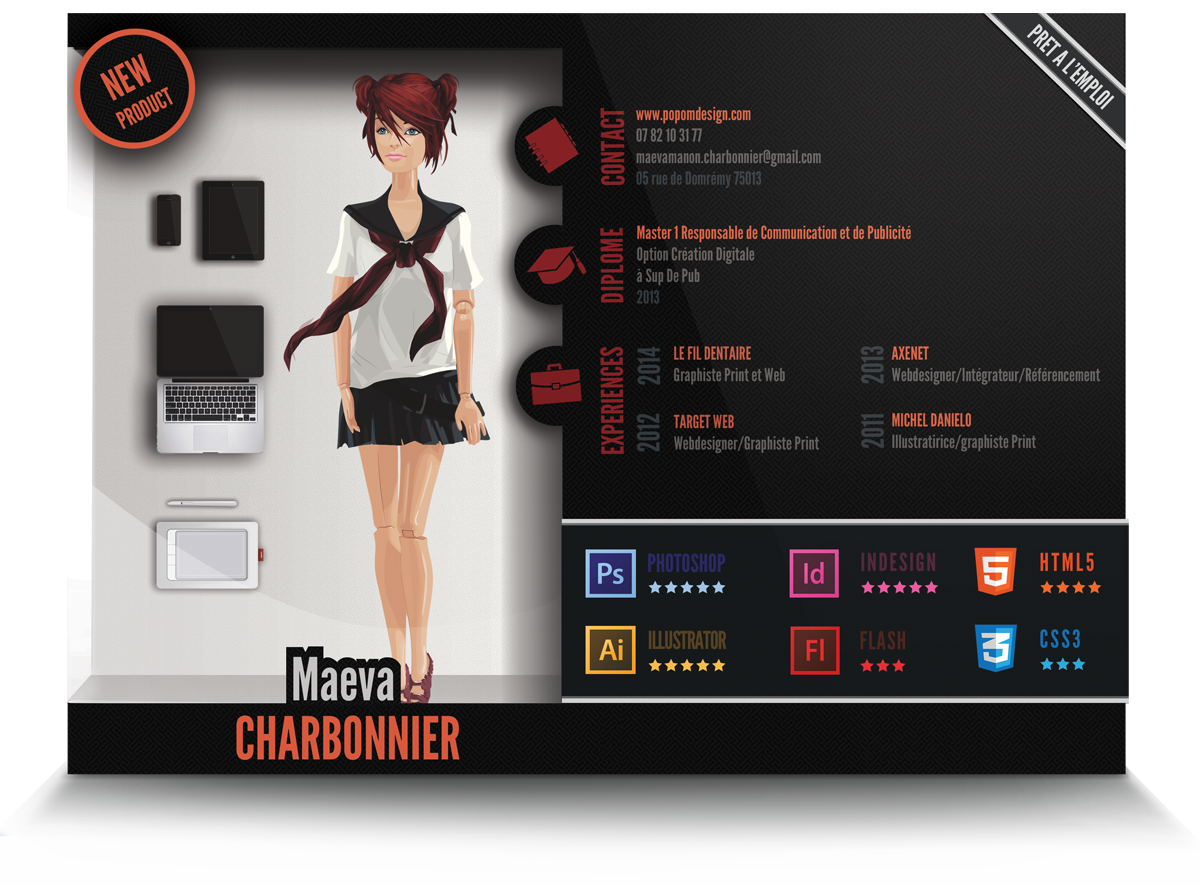 NEW
PRODUCT
PRET A L'EMPLOI
CONTACT
www.popomdesign.com
07 82 10 31 77
maevamanon.charbonnier@gmail.com
05 rue de Domrémy 75013
DIPLOME
Master 1 Responsable de Communication et de Publicité
Option Création Digitale
à Sup De Pub
2013
EXPERIENCES
2014
LE FIL DENTAIRE
Graphiste Print et Web
2013
AXENET
Webdesigner/Intégrateur/Référencement
2012
TARGET WEB
Webdesigner/Graphiste Print
2011
MICHEL DANIELO
Illustratirice/graphiste Print
Ps
PHOTOSHOP
Id
INDESIGN
5
HTML5
Ai
ILLUSTRATOR
Fl
FLASH
3
CSS3
Maeva
CHARBONNIER